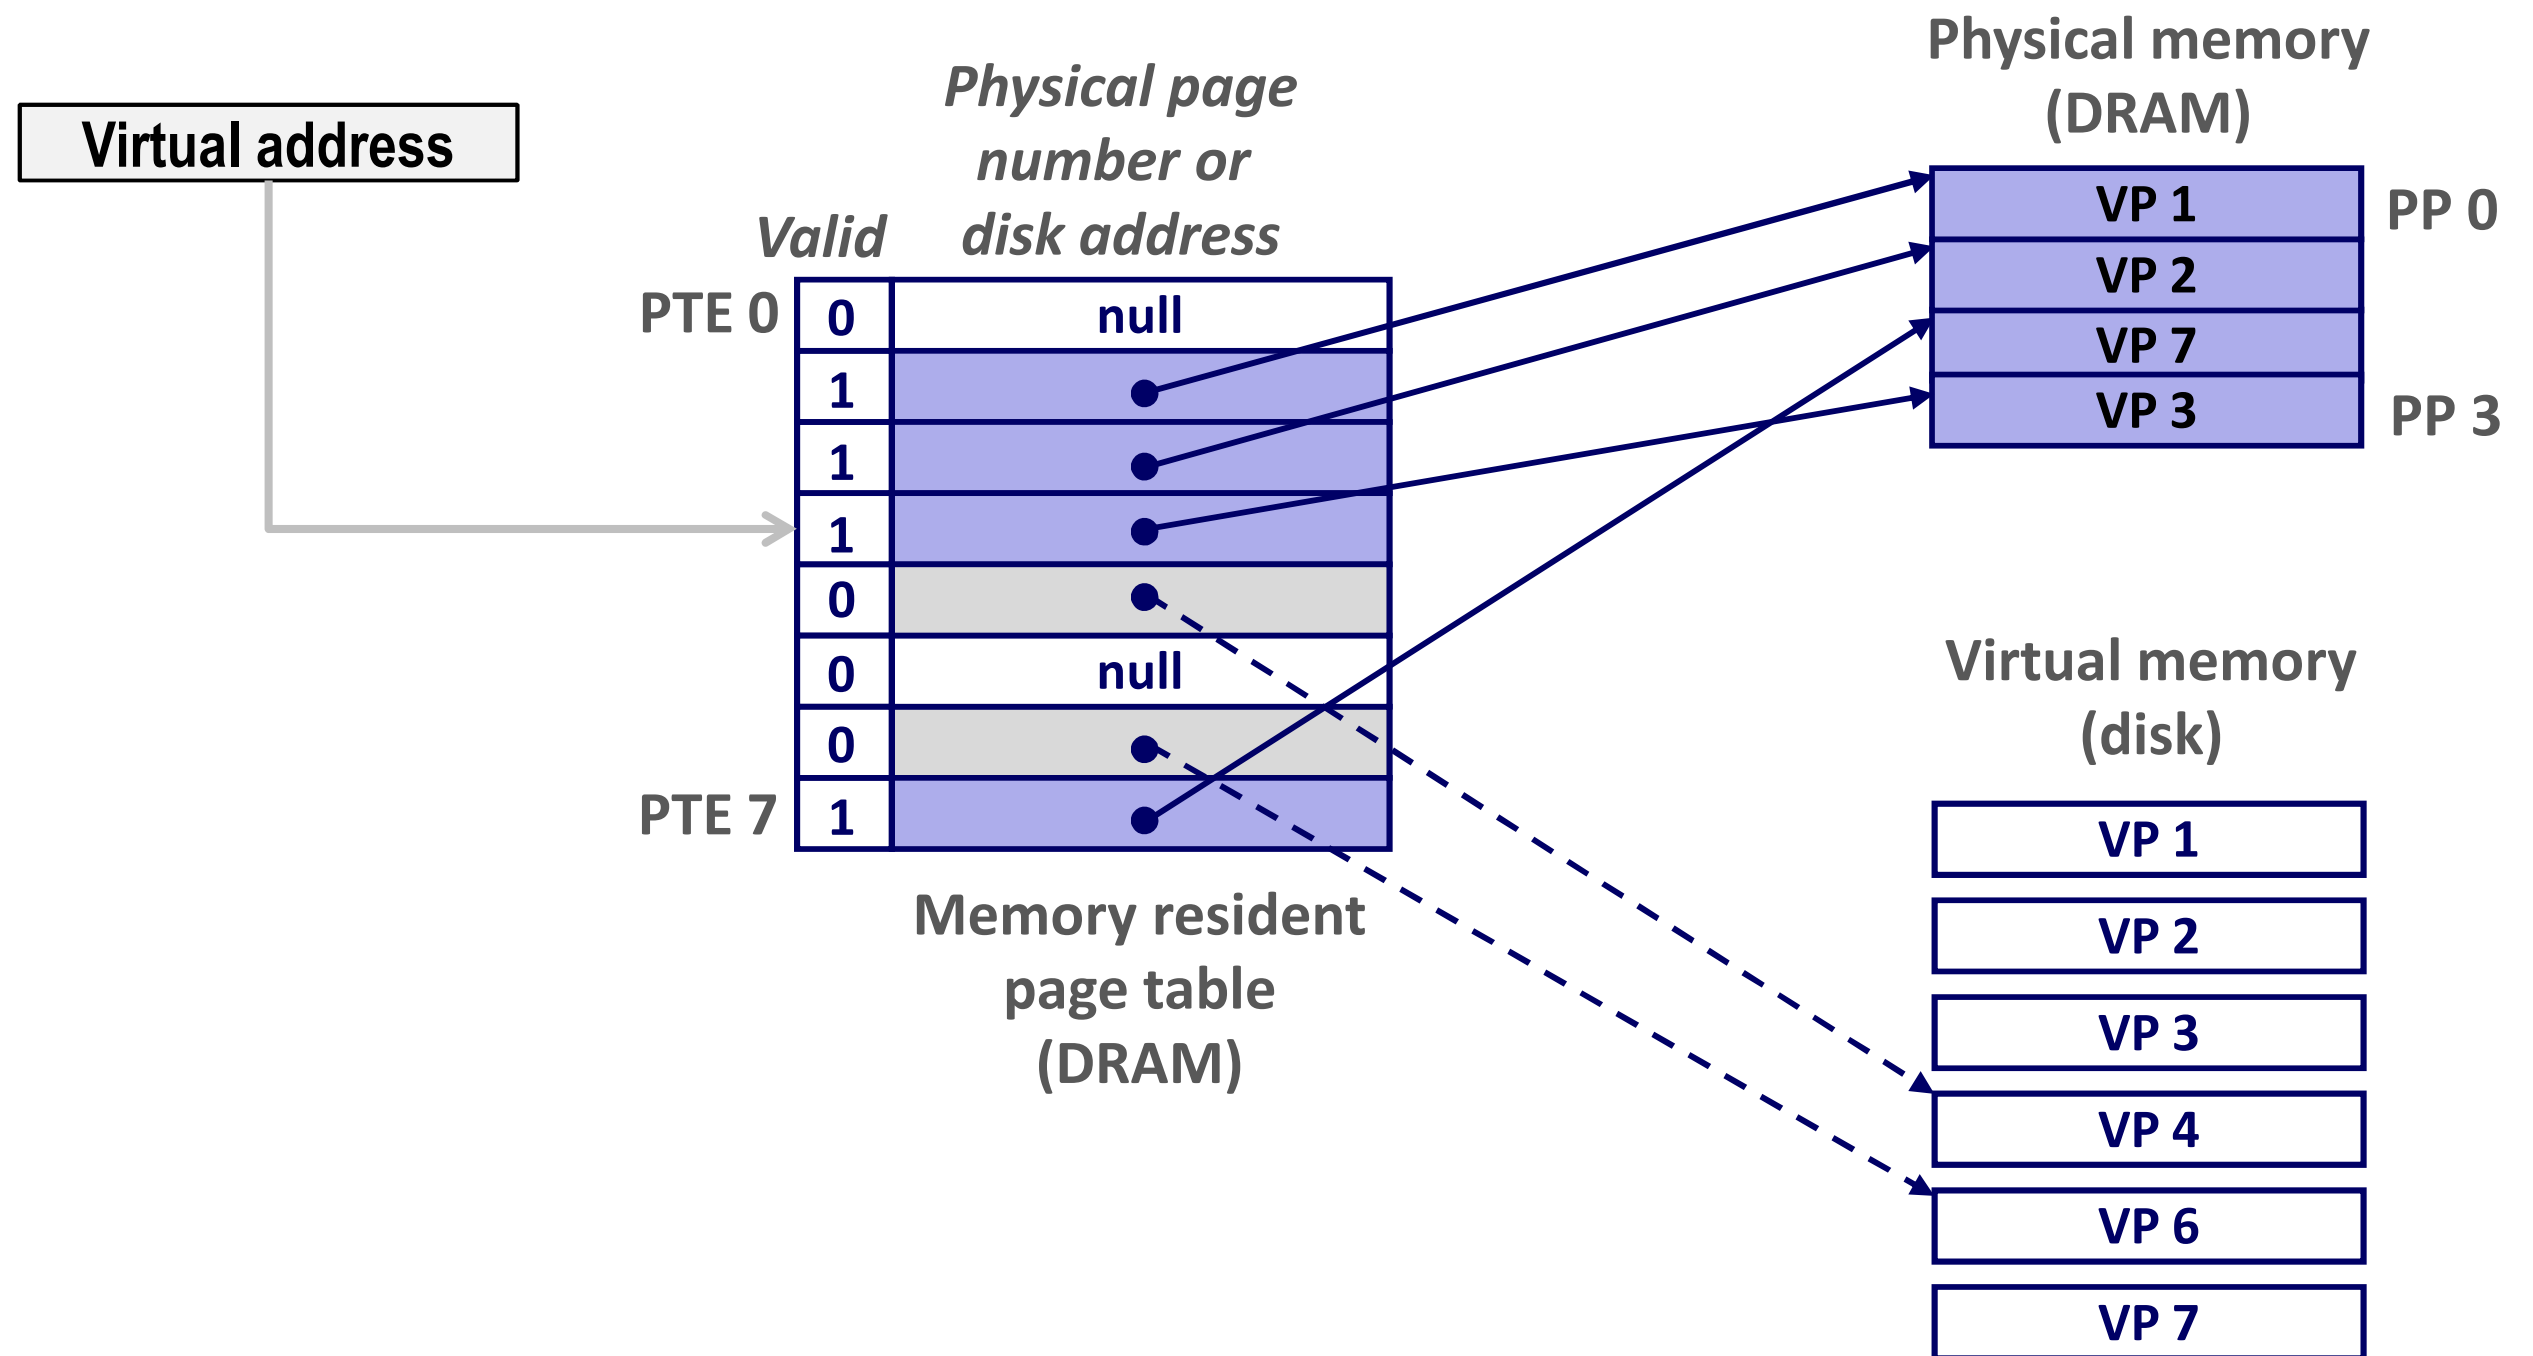 Virtual address
Physical page
number or
disk address
Valid
PTE 0
0
null
1
1
1
0
0
null
0
PTE 7
1
Memory resident
page table
(DRAM)
Physical memory
(DRAM)
VP 1
PP 0
VP 2
VP 7
VP 3
PP 3
Virtual memory
(disk)
VP 1
VP 2
VP 3
VP 4
VP 6
VP 7